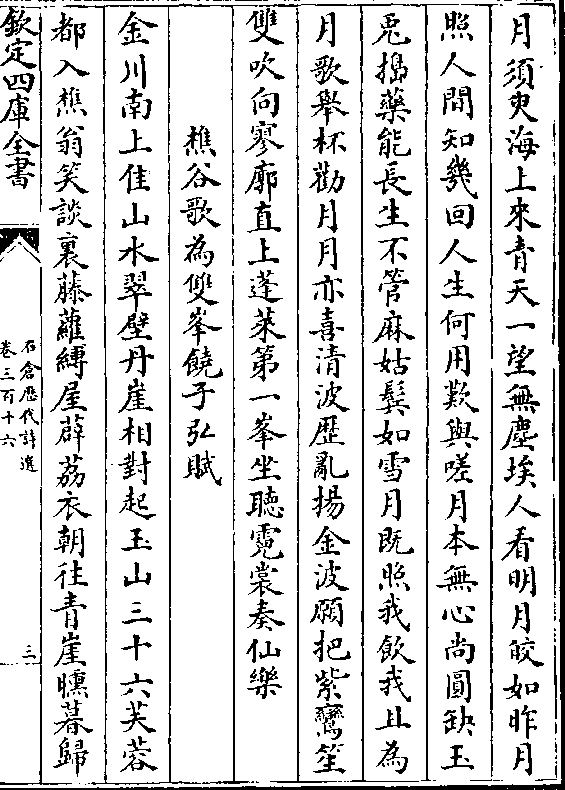 月須臾海上來青天一望無塵埃人看明月皎如昨月
照人間知幾回人生何用歎與嗟月本無心尚圓缺玉
兎搗藥能長生不管麻姑鬂如雪月既照我飲我且為
月歌舉杯勸月月亦喜清波歴亂揚金波願把紫鸞笙
雙吹向寥廓直上蓬萊第一峯坐聽霓裳奏仙樂
樵谷歌為雙峯饒子弘賦
金川南上佳山水翠壁丹崖相對起玉山三十六芙蓉
都入樵翁笑談裏藤蘿縛屋薜荔衣朝往青崖曛暮歸
欽定四庫全書
石倉歴代詩選
卷三百十六
三